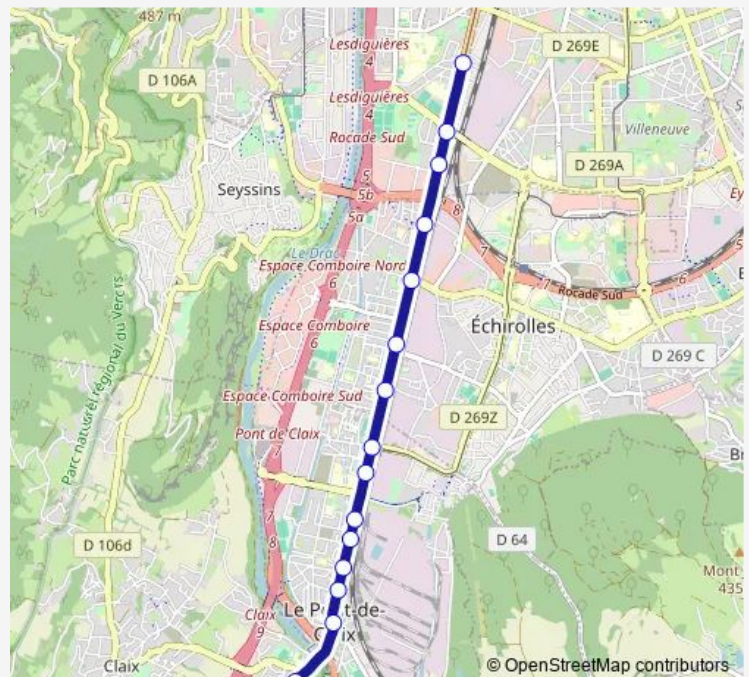 487 m
Lesdiguières
4
D 269E
D 106A
Lesdiguières
4
Rocade Sud
Villeneuve
D 269A
Seyssins
5
5b
5a
8
Le Drac
Espace Comboire Nord
6
7
7
6
Rocade Sud
Espace Comboire
6
Échirolles
D 269 C
Parc naturel régional du Vercors
Espace Comboire Sud
D 269Z
Pont de Claix
7
7
8
D 106d
D 64
Mont
435
Le Pont-de-
Claix
Claix
9
Claix
© OpenStreetMap contributors